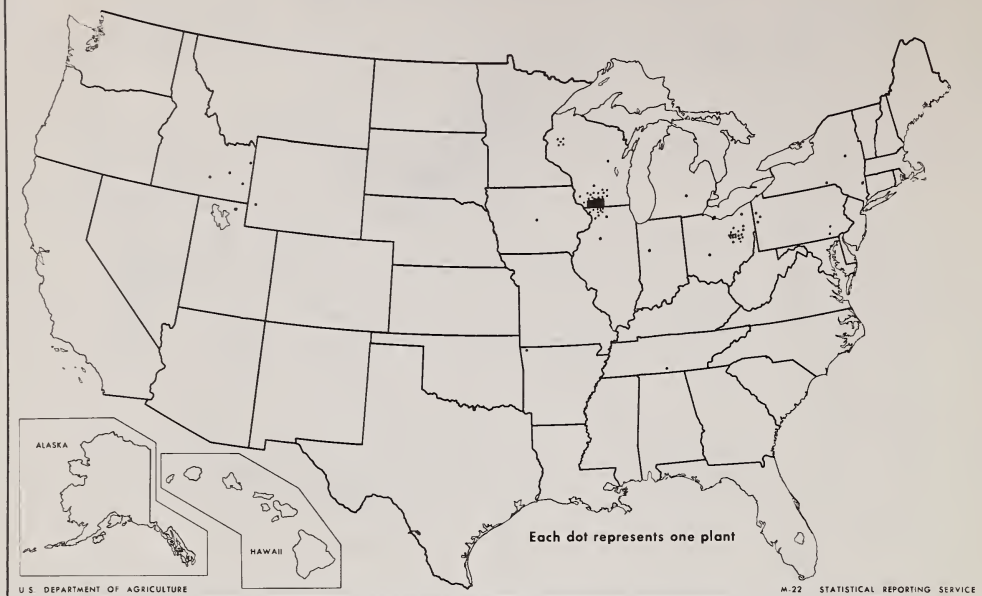 ALASKA
HAWAII
Each dot represents one plant
U.S. DEPARTMENT OF AGRICULTURE
M-22 STATISTICAL REPORTING SERVICE